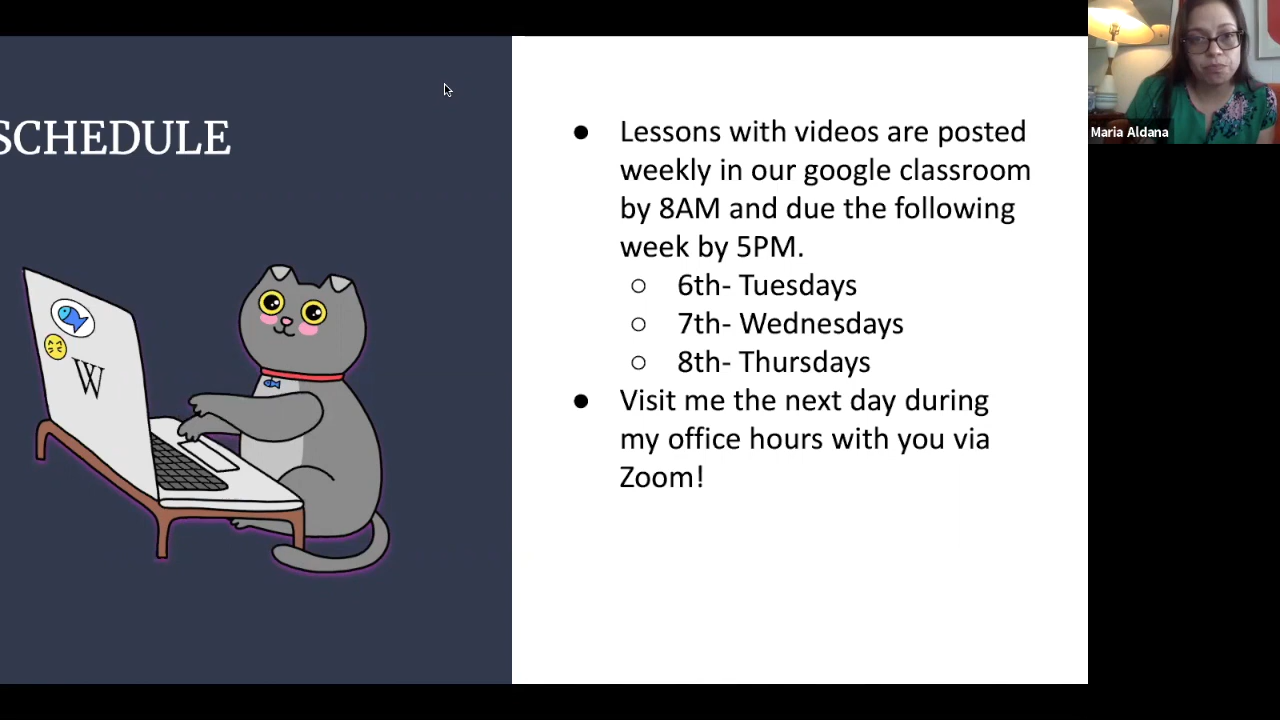 SCHEDULE
W
● Lessons with videos are posted
weekly in our google classroom
by 8AM and due the following
week by 5PM.
○ 6th- Tuesdays
○ 7th- Wednesdays
○ 8th- Thursdays
● Visit me the next day during
my office hours with you via
Zoom!
Maria Aldana